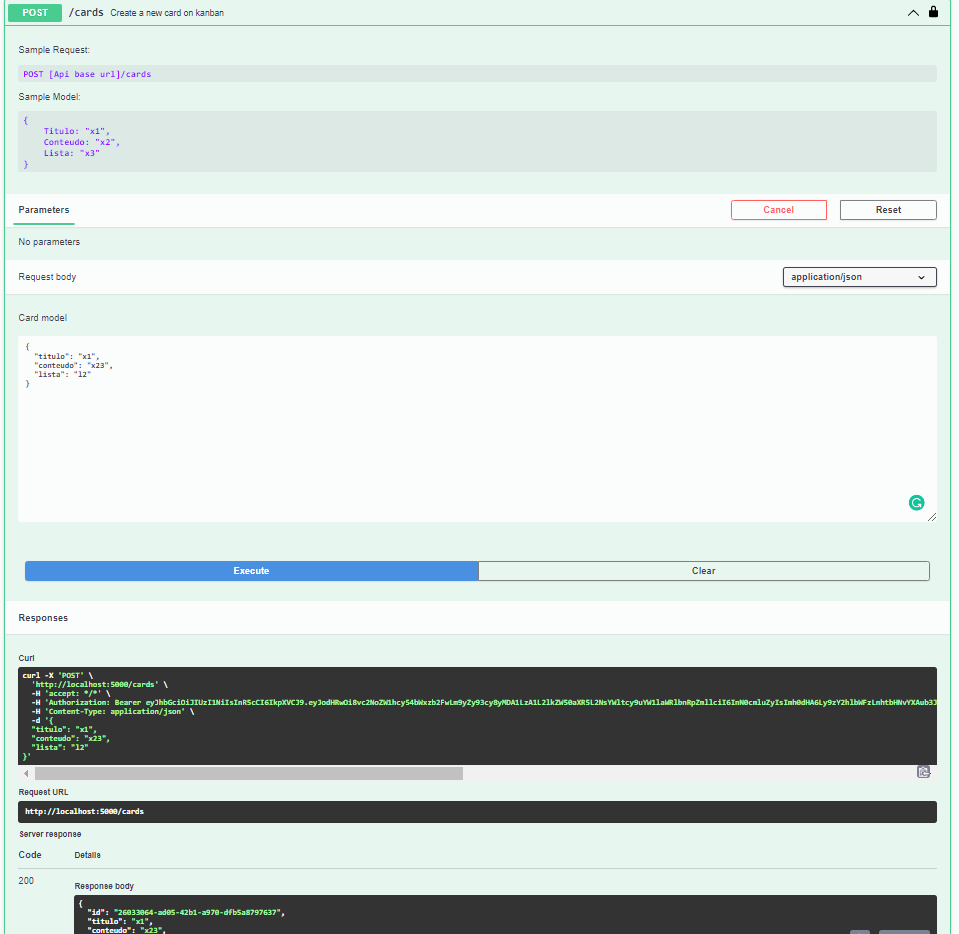 POST /cards Create a new card on kanban
Sample Request:
POST [Api base url]/cards
Sample Model:
{
Titulo: "x1",
Conteudo: "x2",
Lista: "x3"
}
Parameters
Cancel
Reset
No parameters
Request body
application/json
Card model
{
"titulo": "x1",
"conteudo": "x23",
"lista": "l2"
}
Execute
Clear
Responses
Curl
curl -X 'POST' \
'http://localhost:5000/cards' \
-H 'accept: */*' \
-H 'Authorization: Bearer
-H 'Content-Type: application/json' \
-d '{
"titulo": "x1",
"conteudo": "x23",
"lista": "l2"
}'
Request URL
http://localhost:5000/cards
Server response
Code Details
200
Response body
{
"id": "26033064-ad05-42b1-a970-dfb5a8797637",
"titulo": "x1",
"conteudo": "x23",